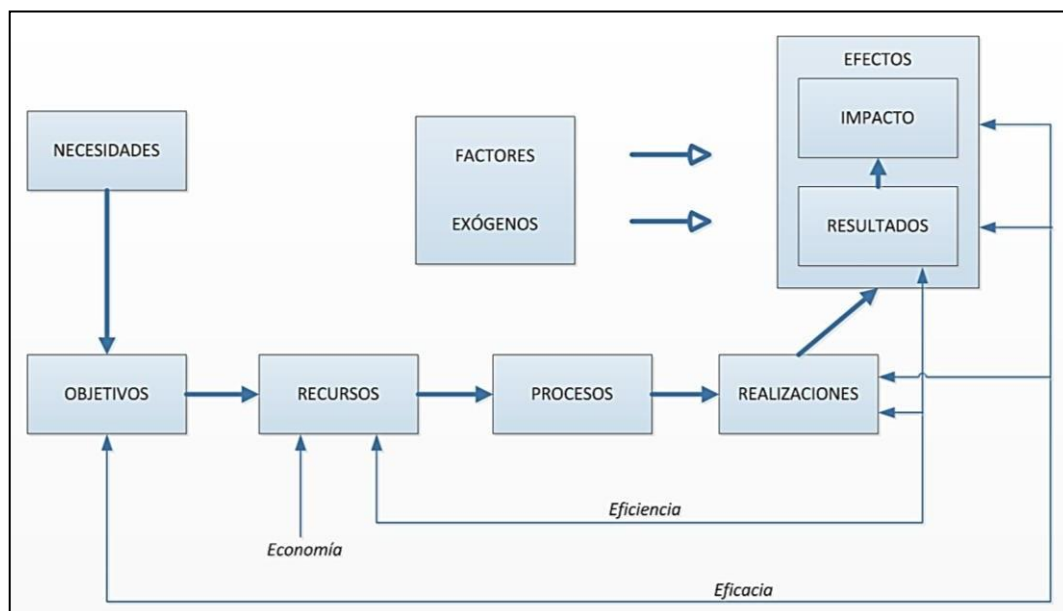 EFECTOS
IMPACTO
NECESIDADES
FACTORES
EXÓGENOS
RESULTADOS
OBJETIVOS
RECURSOS
PROCESOS
REALIZACIONES
Eficiencia
Economía
Eficacia